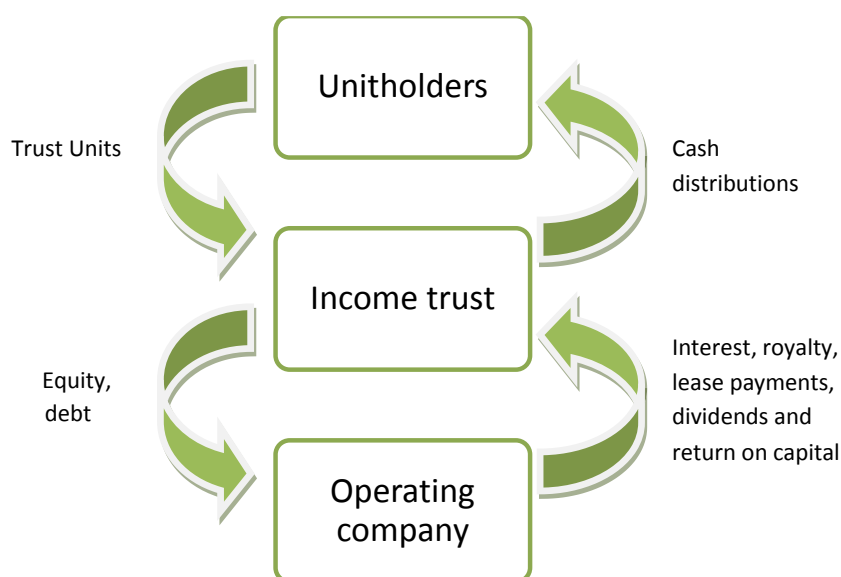 Unitholders
Trust Units
Cash
distributions
Income trust
Equity,
debt
Interest, royalty,
lease payments,
dividends and
return on capital
Operating
company